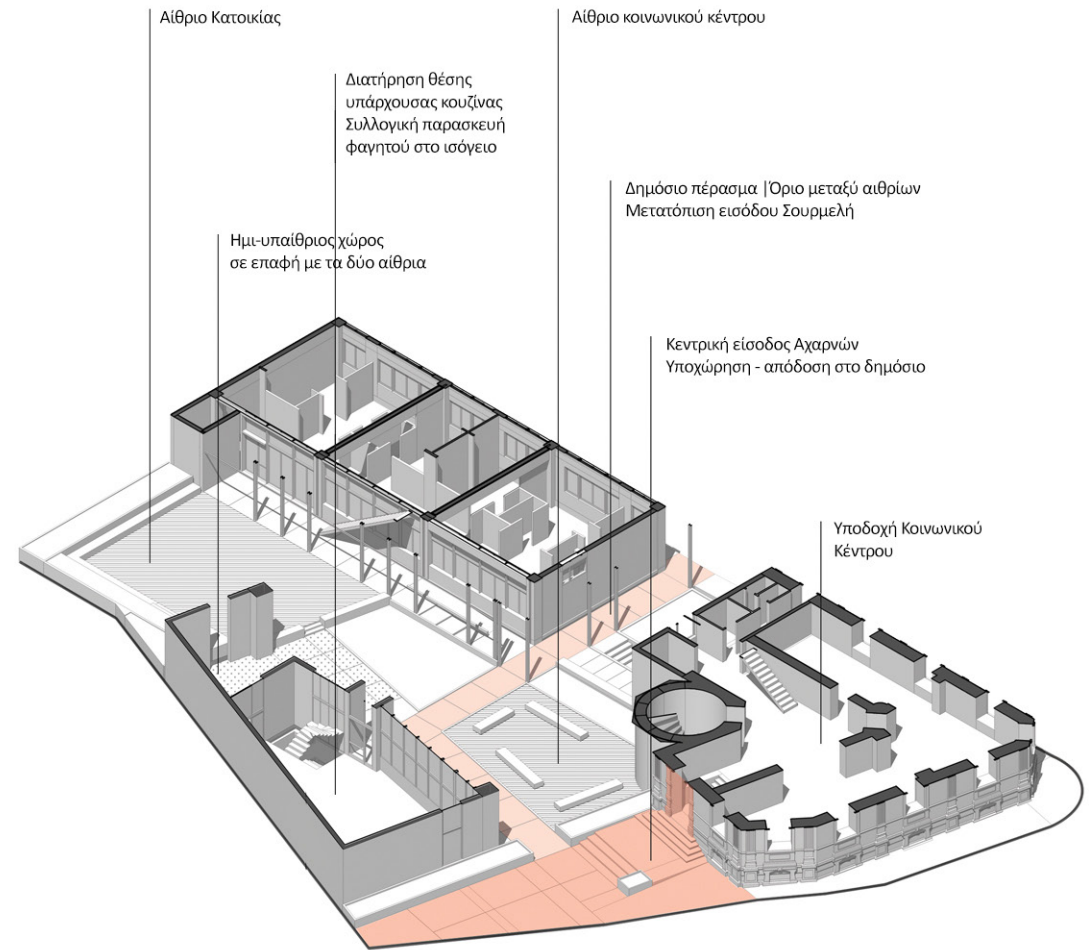 Αίθριο Κατοικίας
Αίθριο κοινωνικού κέντρου
Διατήρηση θέσης
υπάρχουσας κουζίνας
Συλλογική παρασκευή
φαγητού στο ισόγειο
Δημόσιο πέρασμα |Όριο μεταξύ αιθρίων
Μετατόπιση εισόδου Σουρμελή
Ημι-υπαίθριος χώρος
σε επαφή με τα δύο αίθρια
Κεντρική είσοδος Αχαρνών
Υποχώρηση - απόδοση στο δημόσιο
Υποδοχή Κοινωνικού
Κέντρου